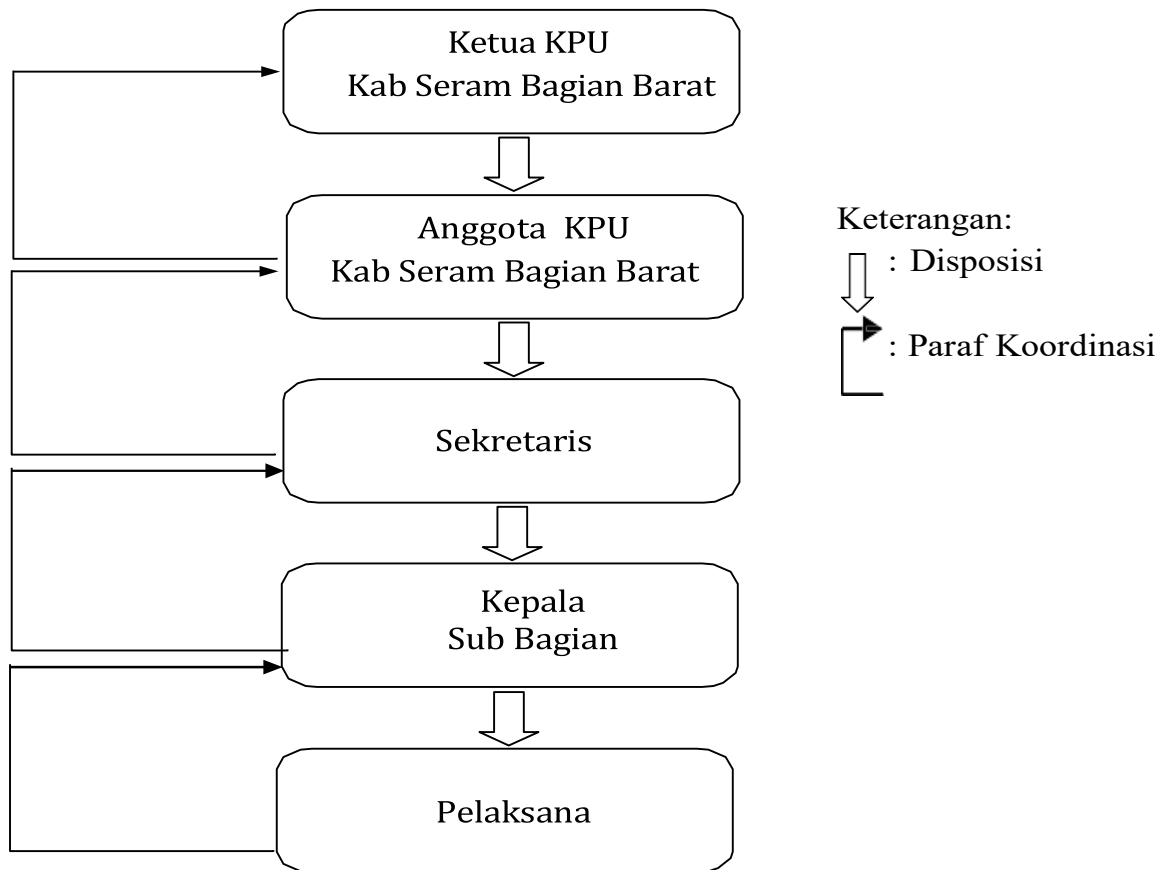 Ketua KPU
Kab Seram Bagian Barat
Anggota KPU
Kab Seram Bagian Barat
Keterangan:
: Disposisi
: Paraf Koordinasi
Sekretaris
Kepala
Sub Bagian
Pelaksana